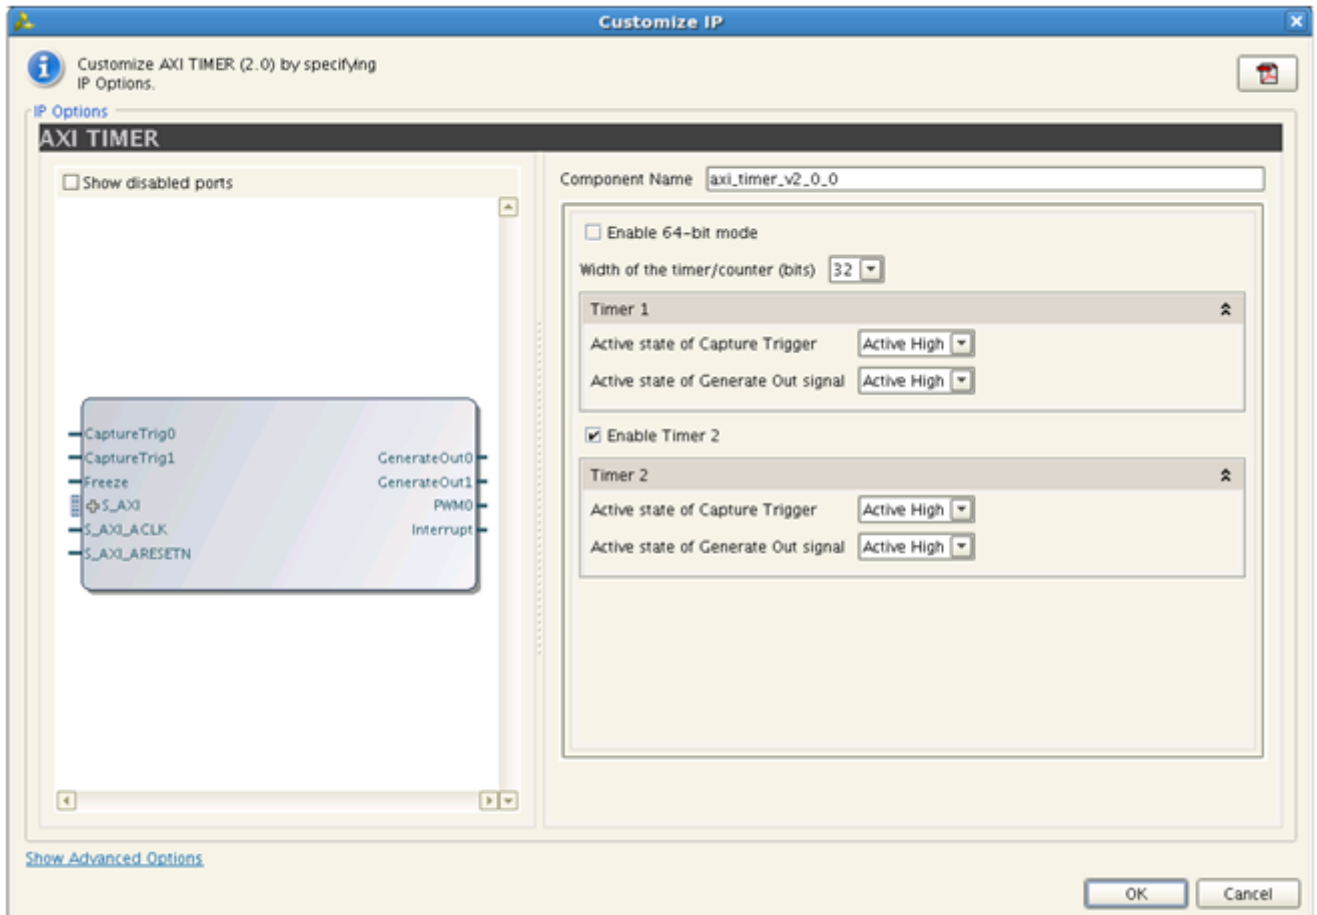 Customize IP
Customize AXI TIMER (2.0) by specifying
IP Options.
IP Options
AXI TIMER
Show disabled ports
CaptureTrig0
CaptureTrig1
Freeze
S_AXI
S_AXI_ACLK
S_AXI_ARESETN
GenerateOut0
GenerateOut1
PWM0
Interrupt
Component Name axi_timer_v2_0_0
Enable 64-bit mode
Width of the timer/counter (bits) 32
Timer 1
Active state of Capture Trigger Active High
Active state of Generate Out signal Active High
Enable Timer 2
Timer 2
Active state of Capture Trigger Active High
Active state of Generate Out signal Active High
Show Advanced Options
OK Cancel